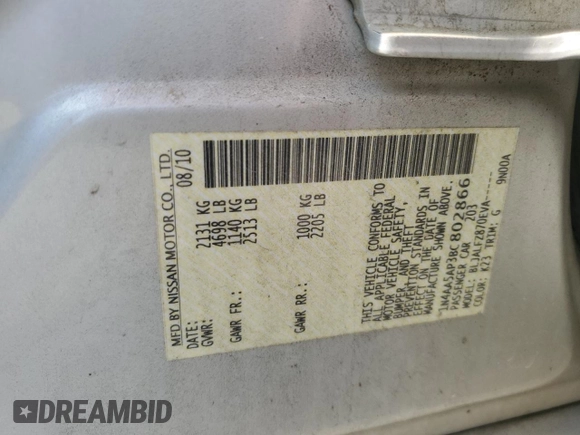 MFD BY NISSAN MOTOR CO., LTD.
DATE: 08/10
GVWR: 2131 KG
4698 LB
GAWR FR.: 1140 KG
2513 LB
GAWR RR.: 1000 KG
2205 LB
THIS VEHICLE CONFORMS TO
ALL APPLICABLE FEDERAL
MOTOR VEHICLE SAFETY,
BUMPER, AND THEFT
PREVENTION STANDARDS IN
EFFECT ON THE DATE OF
MANUFACTURE SHOWN ABOVE.
1N4AA5AP3BC802866
PASSENGER CAR 203
MODEL: BLJALFZ87UEVA-----
COLOR: K23 TRIM: G 9N00A
DREAMBID